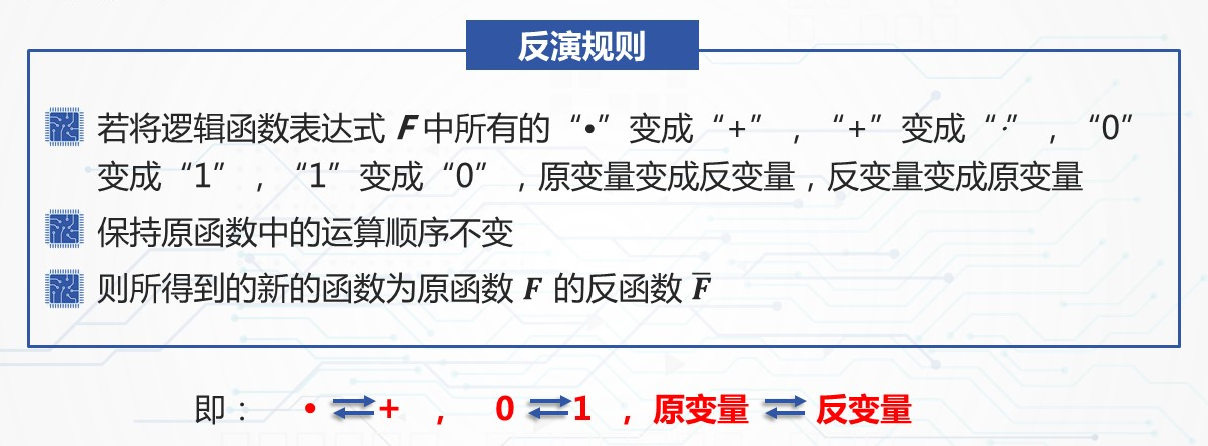 反演规则
若将逻辑函数表达式 F 中所有的“•”变成“+”，“+”变成“·”，“0”
变成“1”，“1”变成“0”，原变量变成反变量，反变量变成原变量
保持原函数中的运算顺序不变
则所得到的新的函数为原函数 F 的反函数 F̅
即： • ⇄ + ， 0 ⇄ 1 ，原变量 ⇄ 反变量